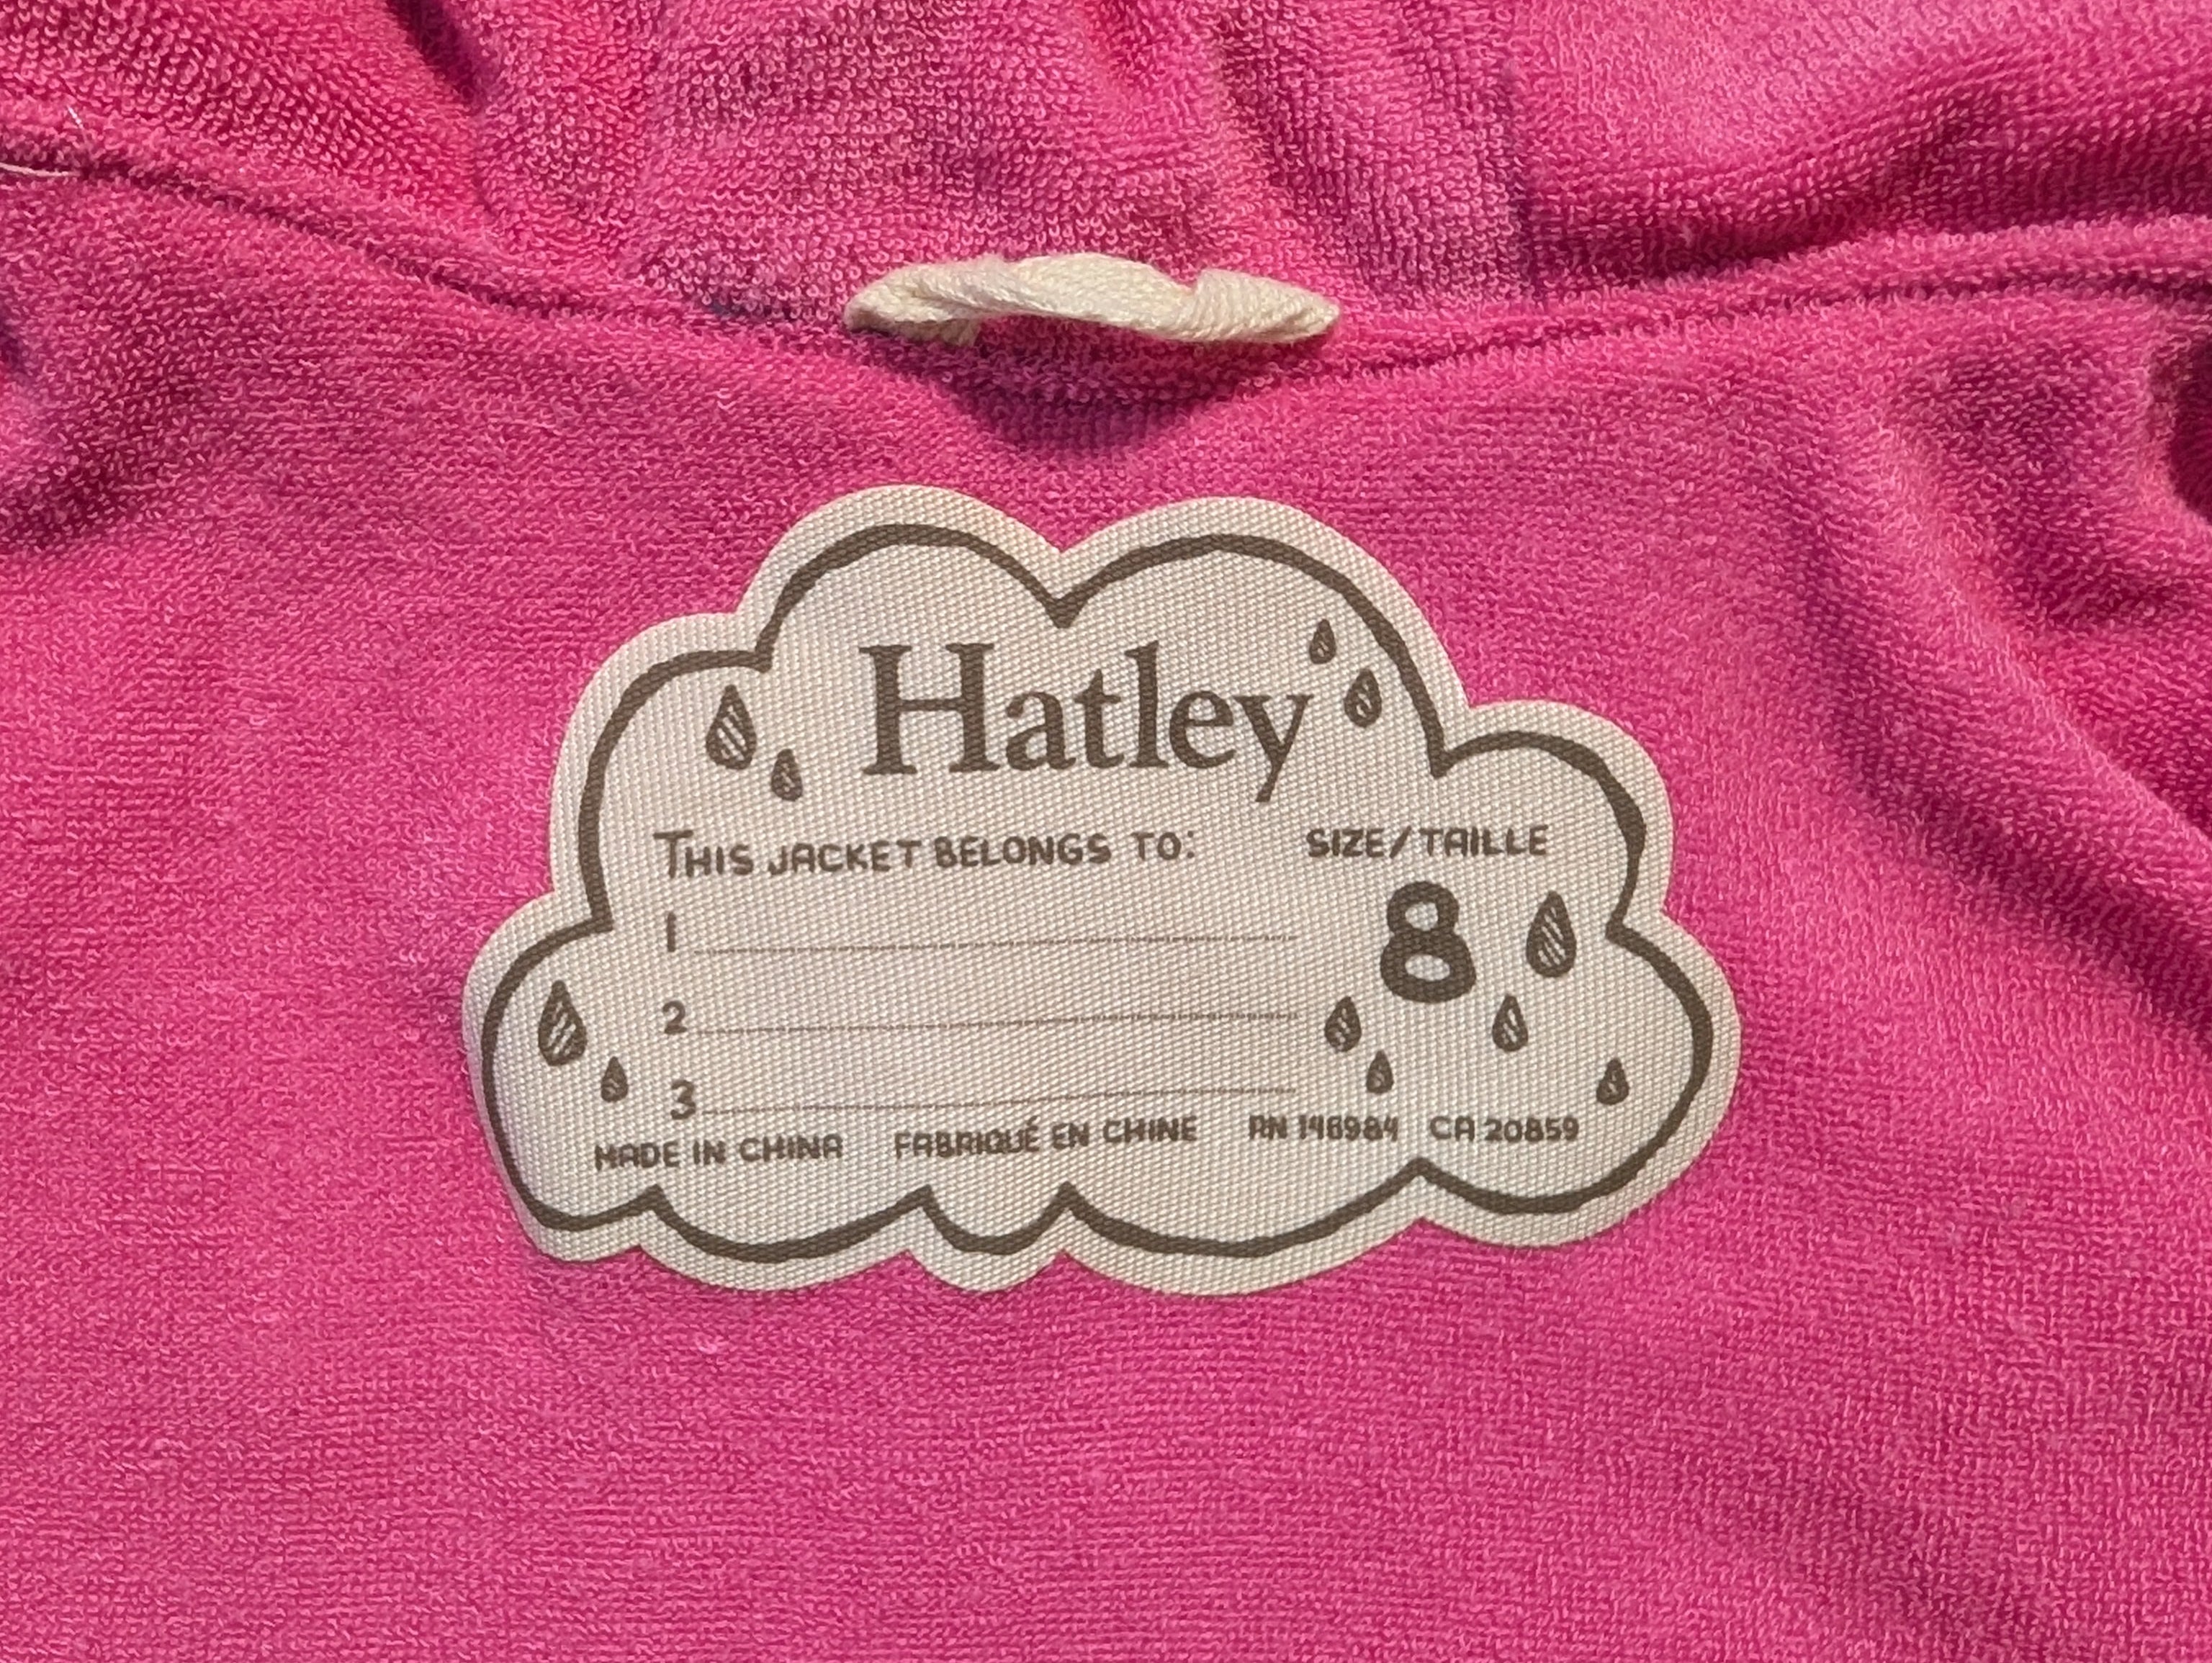 Hatley
THIS JACKET BELONGS TO:
SIZE/TAILLE
8
1
2
3
MADE IN CHINA FABRIQUÉ EN CHINE RN 146984 CA 20859